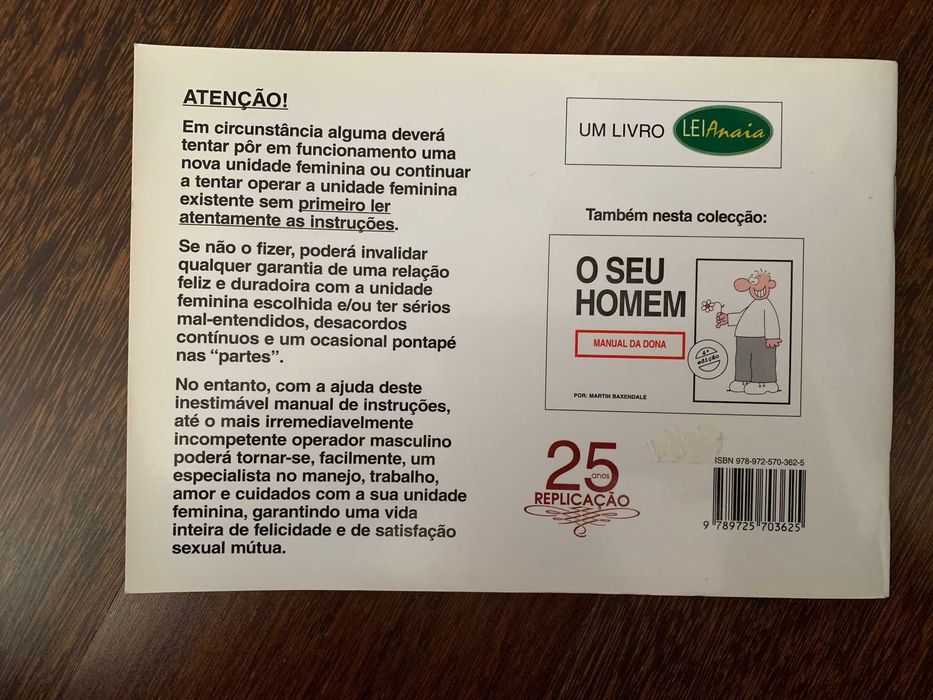 ATENÇÃO!
Em circunstância alguma deverá
tentar pôr em funcionamento uma
nova unidade feminina ou continuar
a tentar operar a unidade feminina
existente sem primeiro ler
atentamente as instruções.
Se não o fizer, poderá invalidar
qualquer garantia de uma relação
feliz e duradoira com a unidade
feminina escolhida e/ou ter sérios
mal-entendidos, desacordos
contínuos e um ocasional pontapé
nas “partes”.
No entanto, com a ajuda deste
inestimável manual de instruções,
até o mais irremediavelmente
incompetente operador masculino
poderá tornar-se, facilmente, um
especialista no manejo, trabalho,
amor e cuidados com a sua unidade
feminina, garantindo uma vida
inteira de felicidade e de satisfação
sexual mútua.
UM LIVRO LEIAnaia
Também nesta colecção:
O SEU
HOMEM
MANUAL DA DONA
4ª edição
POR: MARTIN BAXENDALE
25
anos
REPLICAÇÃO
ISBN 978-972-570-362-5
9 789725 703625